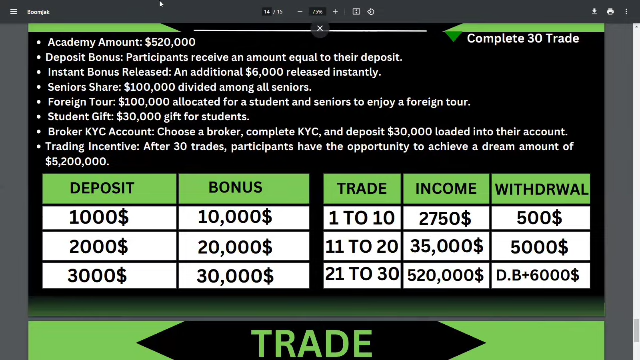 Boomjak
14 / 15
75%
Complete 30 Trade
• Academy Amount: $520,000
• Deposit Bonus: Participants receive an amount equal to their deposit.
• Instant Bonus Released: An additional $6,000 released instantly.
• Seniors Share: $100,000 divided among all seniors.
• Foreign Tour: $100,000 allocated for a student and seniors to enjoy a foreign tour.
• Student Gift: $30,000 gift for students.
• Broker KYC Account: Choose a broker, complete KYC, and deposit $30,000 loaded into their account.
• Trading Incentive: After 30 trades, participants have the opportunity to achieve a dream amount of
$5,200,000.
DEPOSIT BONUS
1000$ 10,000$
2000$ 20,000$
3000$ 30,000$
TRADE INCOME WITHDRWAL
1 TO 10 2750$ 500$
11 TO 20 35,000$ 5000$
21 TO 30 520,000$ D.B+6000$
TRADE